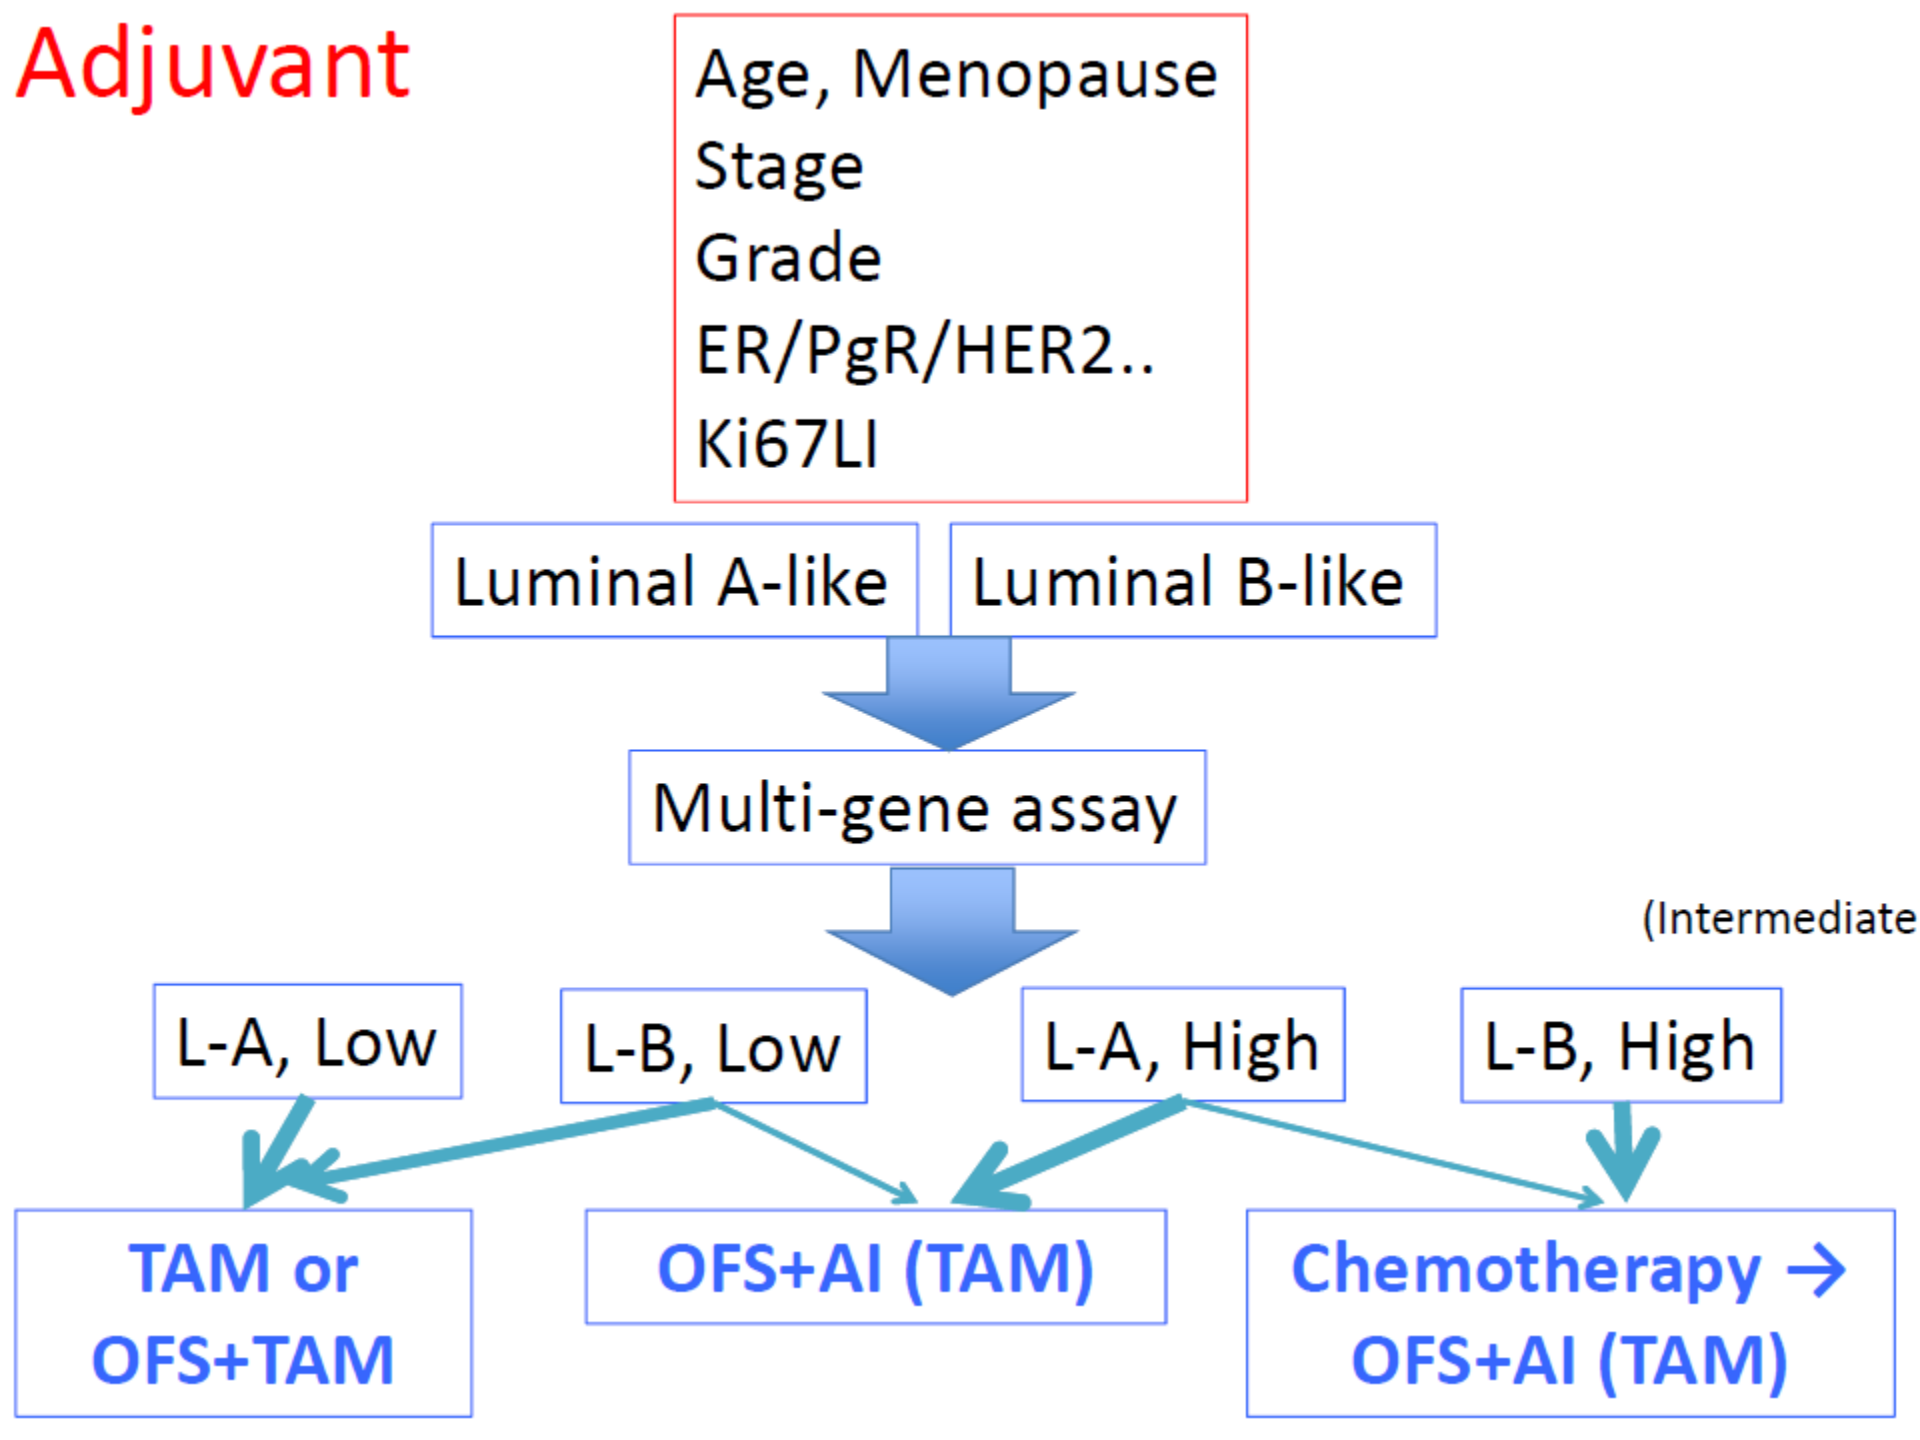 Adjuvant
Age, Menopause
Stage
Grade
ER/PgR/HER2..
Ki67LI
Luminal A-like
Luminal B-like
Multi-gene assay
(Intermediate
L-A, Low
L-B, Low
L-A, High
L-B, High
TAM or
OFS+TAM
OFS+AI (TAM)
Chemotherapy →
OFS+AI (TAM)